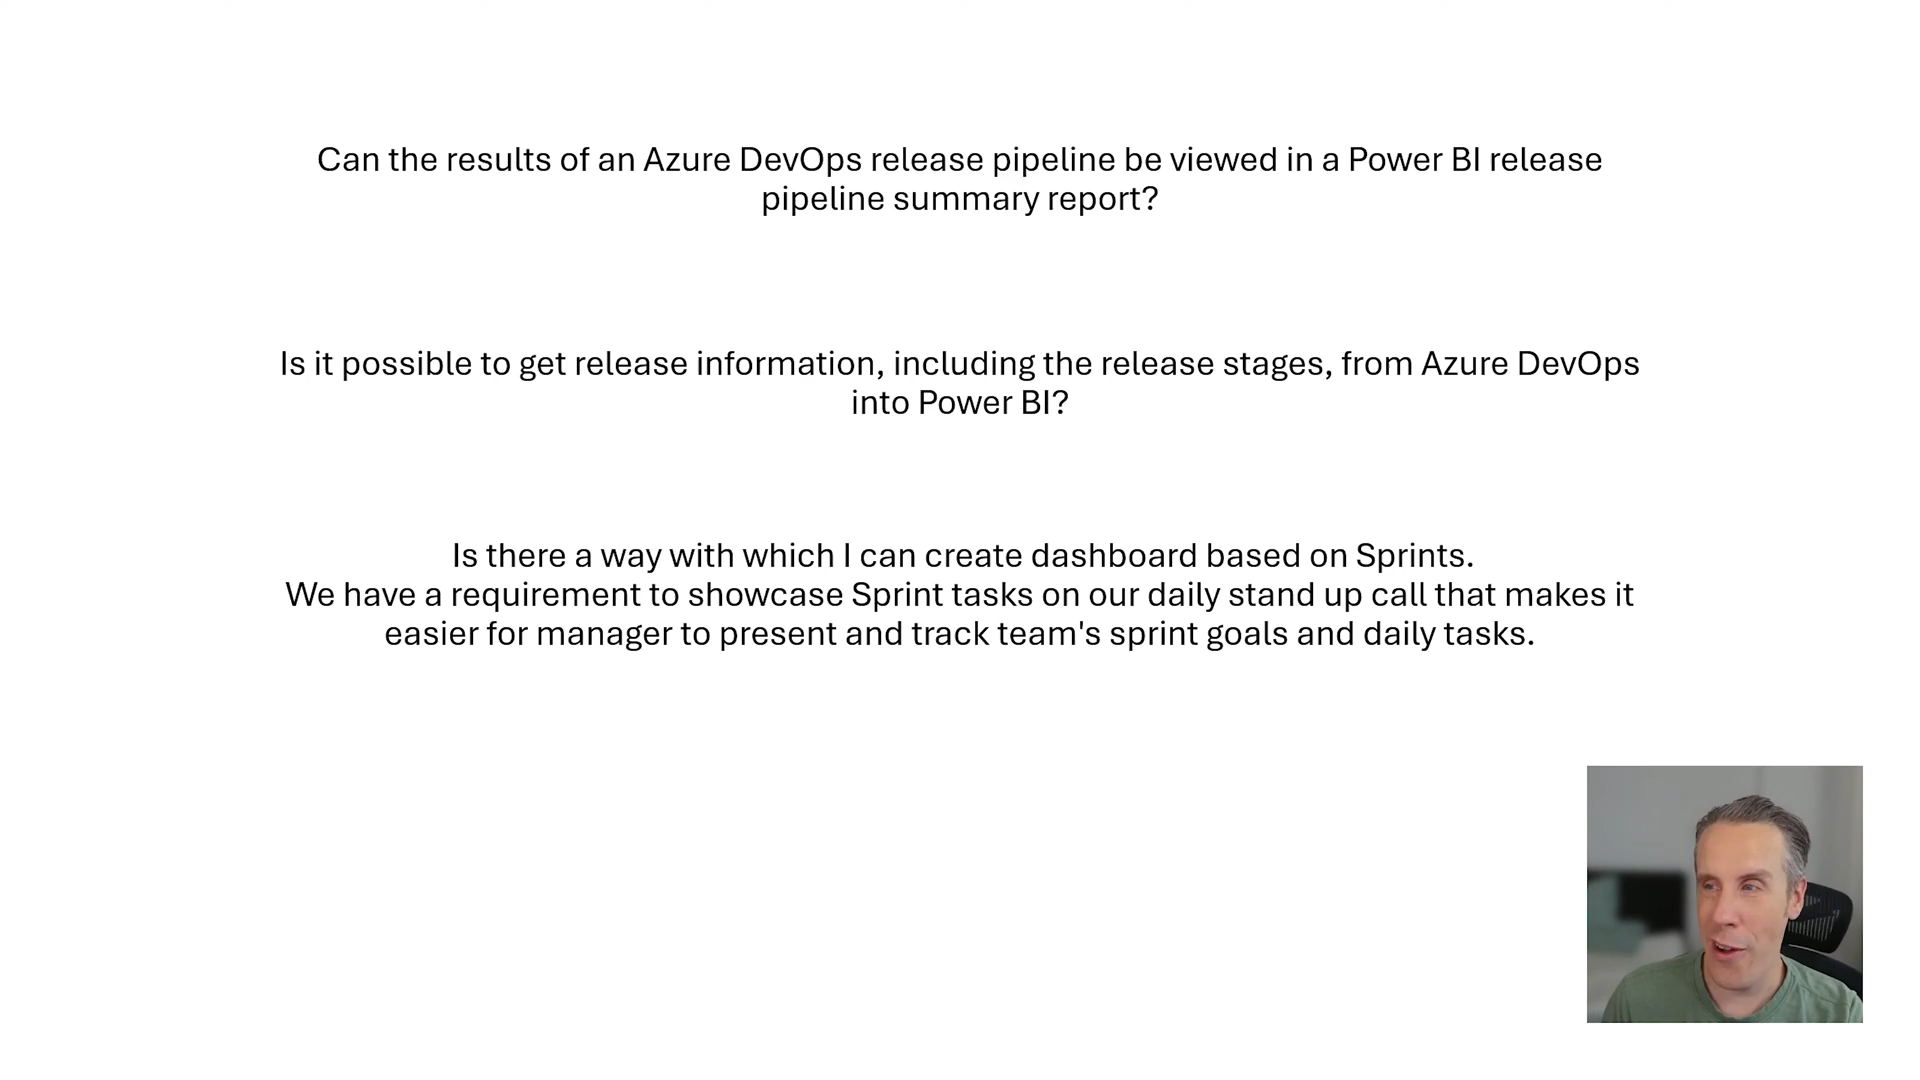 Can the results of an Azure DevOps release pipeline be viewed in a Power BI release
pipeline summary report?
Is it possible to get release information, including the release stages, from Azure DevOps
into Power BI?
Is there a way with which I can create dashboard based on Sprints.
We have a requirement to showcase Sprint tasks on our daily stand up call that makes it
easier for manager to present and track team's sprint goals and daily tasks.